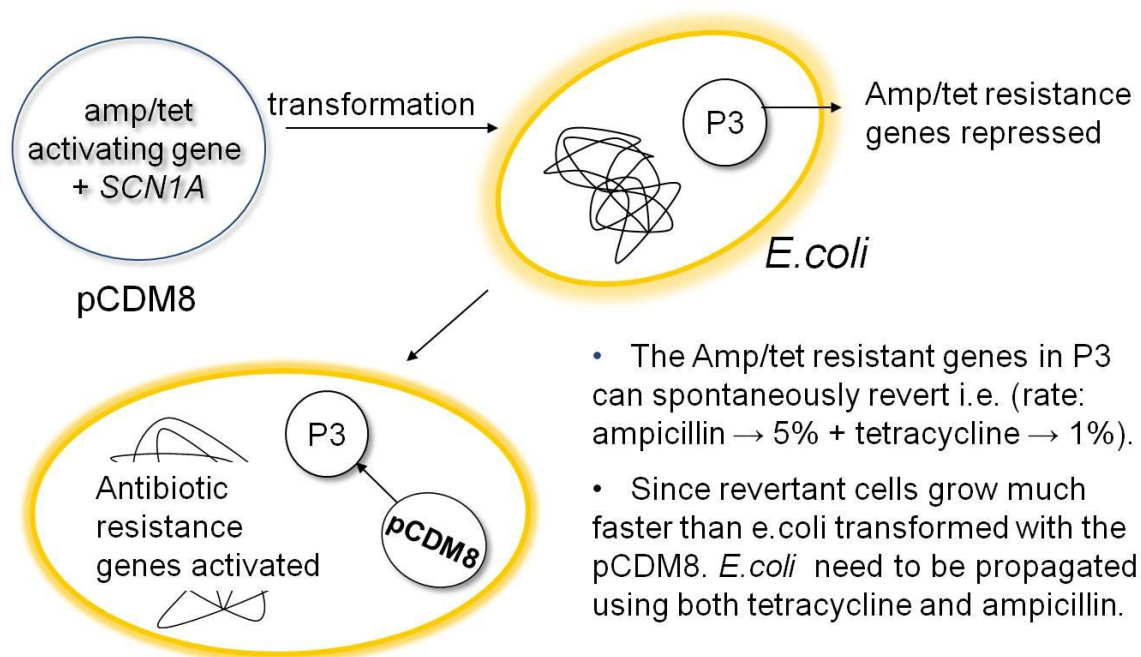 amp/tet
activating gene
+ SCN1A
pCDM8
transformation
P3
Amp/tet resistance
genes repressed
E.coli
P3
pCDM8
Antibiotic
resistance
genes activated
• The Amp/tet resistant genes in P3
can spontaneously revert i.e. (rate:
ampicillin → 5% + tetracycline → 1%).
• Since revertant cells grow much
faster than e.coli transformed with the
pCDM8. E.coli need to be propagated
using both tetracycline and ampicillin.